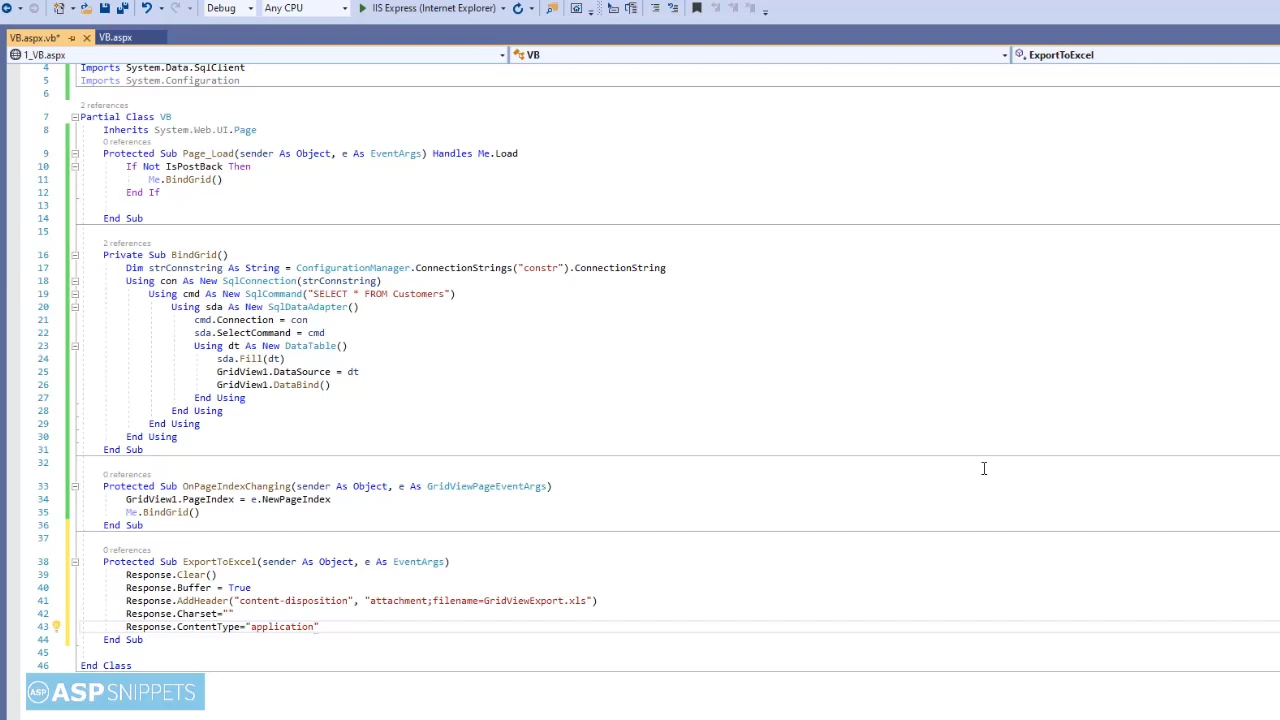 Debug
Any CPU
IIS Express (Internet Explorer)
VB.aspx.vb*
VB.aspx
1_VB.aspx
VB
ExportToExcel
4 Imports System.Data.SqlClient
5 Imports System.Configuration
6
2 references
7 Partial Class VB
8 Inherits System.Web.UI.Page
0 references
9 Protected Sub Page_Load(sender As Object, e As EventArgs) Handles Me.Load
10 If Not IsPostBack Then
11 Me.BindGrid()
12 End If
13
14 End Sub
15
2 references
16 Private Sub BindGrid()
17 Dim strConnstring As String = ConfigurationManager.ConnectionStrings("constr").ConnectionString
18 Using con As New SqlConnection(strConnstring)
19 Using cmd As New SqlCommand("SELECT * FROM Customers")
20 Using sda As New SqlDataAdapter()
21 cmd.Connection = con
22 sda.SelectCommand = cmd
23 Using dt As New DataTable()
24 sda.Fill(dt)
25 GridView1.DataSource = dt
26 GridView1.DataBind()
27 End Using
28 End Using
29 End Using
30 End Using
31 End Sub
32
0 references
33 Protected Sub OnPageIndexChanging(sender As Object, e As GridViewPageEventArgs)
34 GridView1.PageIndex = e.NewPageIndex
35 Me.BindGrid()
36 End Sub
37
0 references
38 Protected Sub ExportToExcel(sender As Object, e As EventArgs)
39 Response.Clear()
40 Response.Buffer = True
41 Response.AddHeader("content-disposition", "attachment;filename=GridViewExport.xls")
42 Response.Charset=""
43 Response.ContentType="application"
44 End Sub
45
46 End Class
ASP ASPSNIPPETS